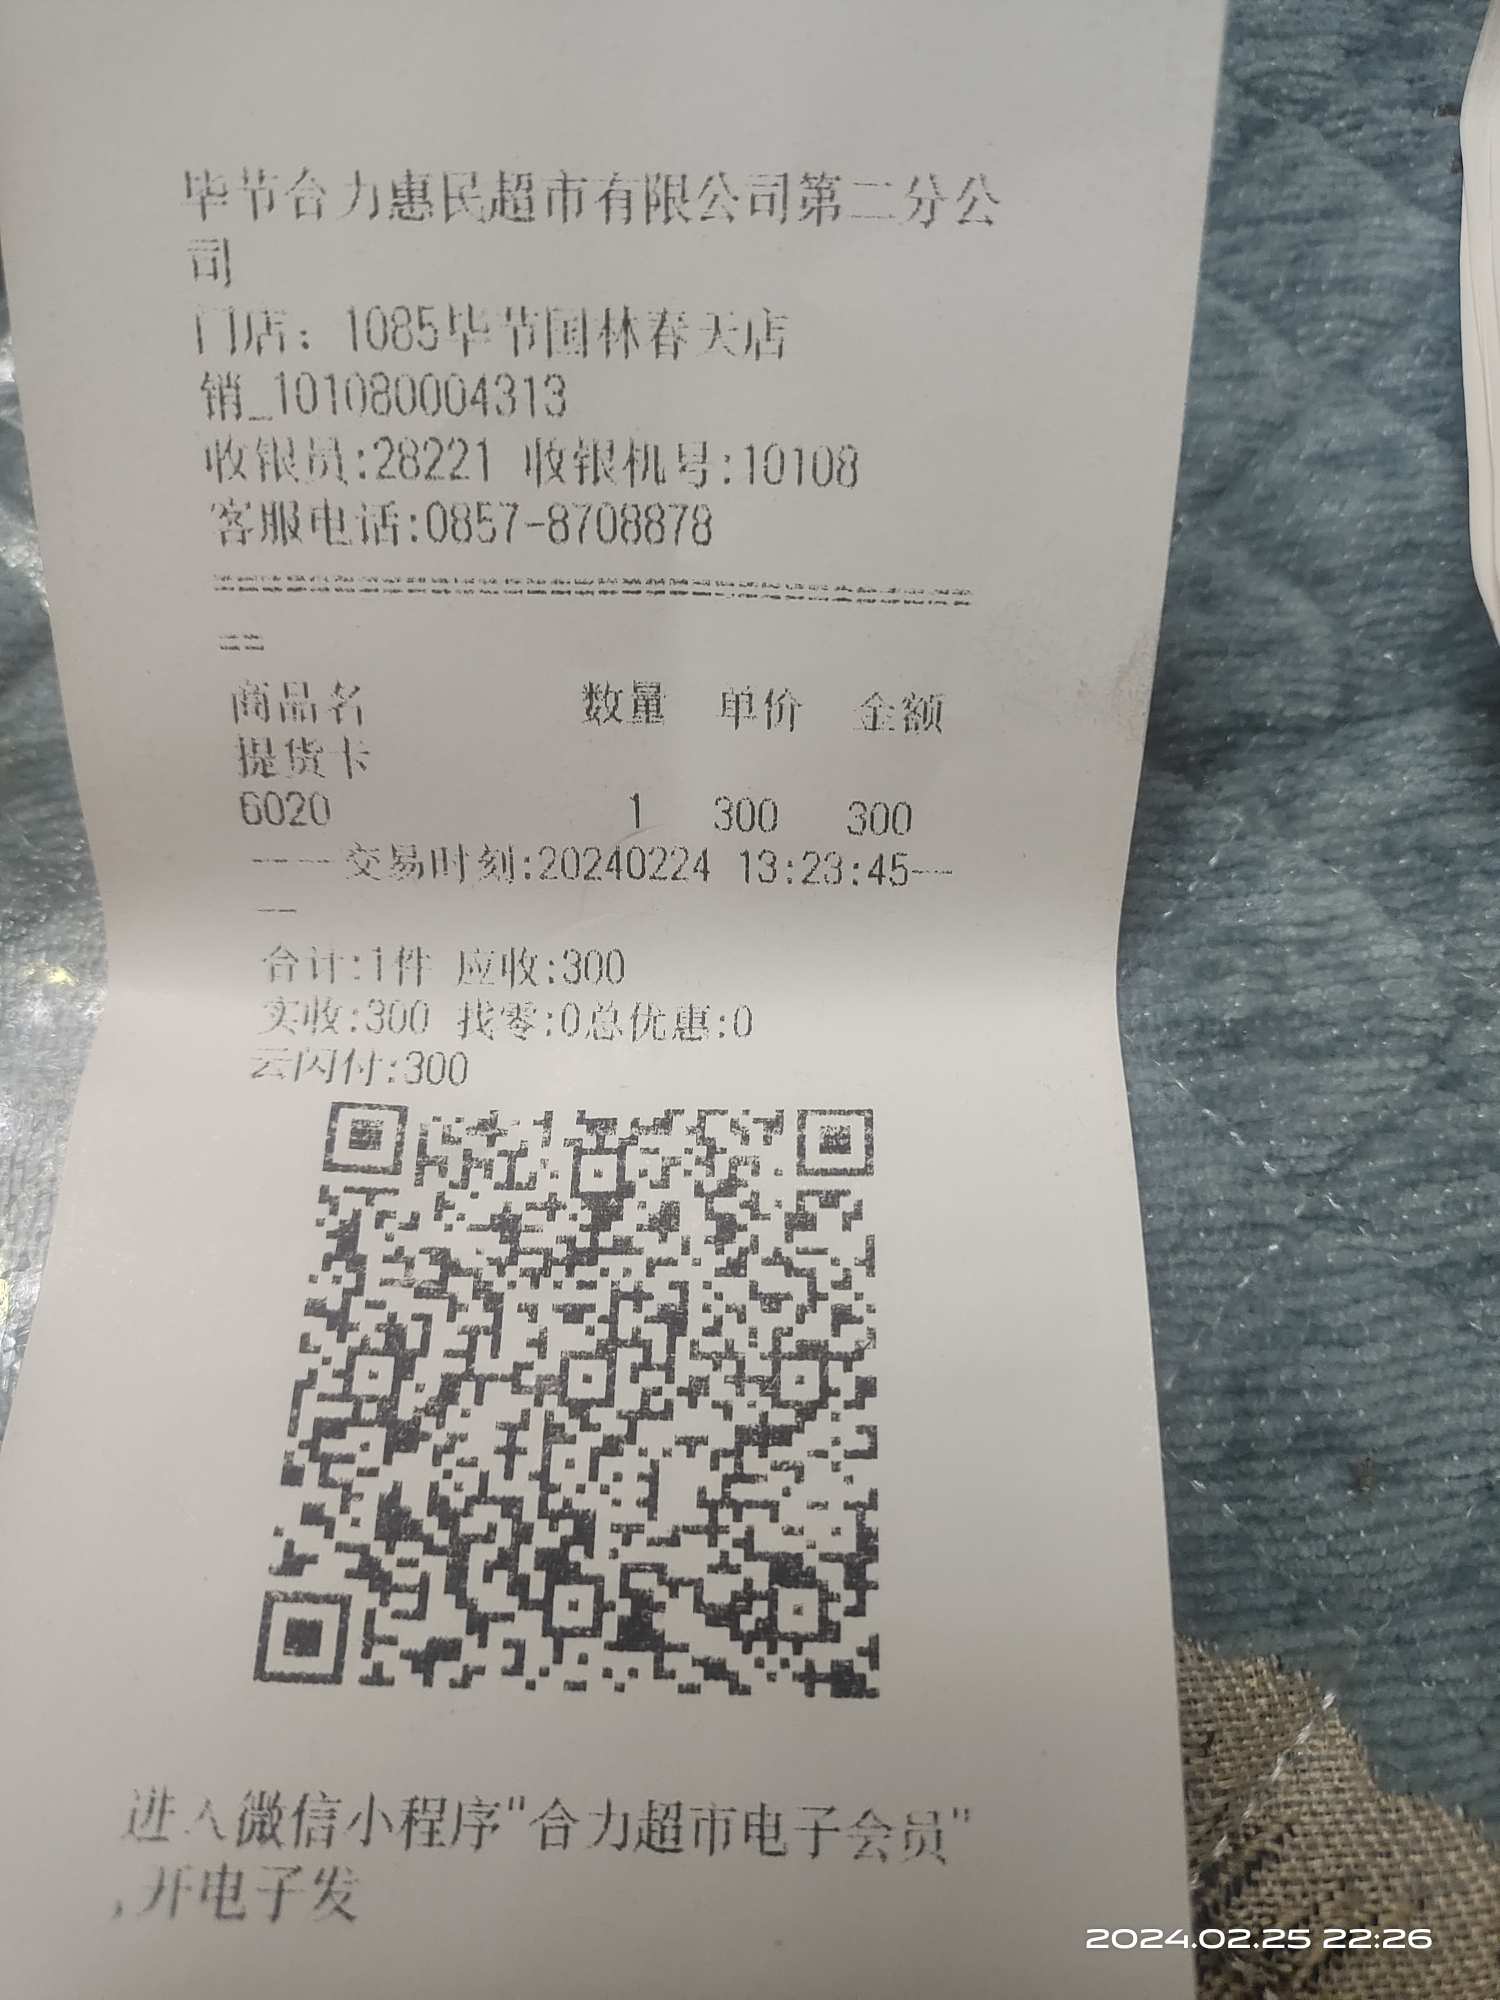 毕节合力惠民超市有限公司第二分公
司
门店：1085毕节国林春天店
销_101080004313
收银员:28221 收银机号:10108
客服电话:0857-8708878
商品名 数量 单价 金额
提货卡
6020 1 300 300
----交易时刻:20240224 13:23:45--
--
合计:1件 应收:300
实收:300 找零:0总优惠:0
云闪付:300
进入微信小程序"合力超市电子会员"
,开电子发
2024.02.25 22:26